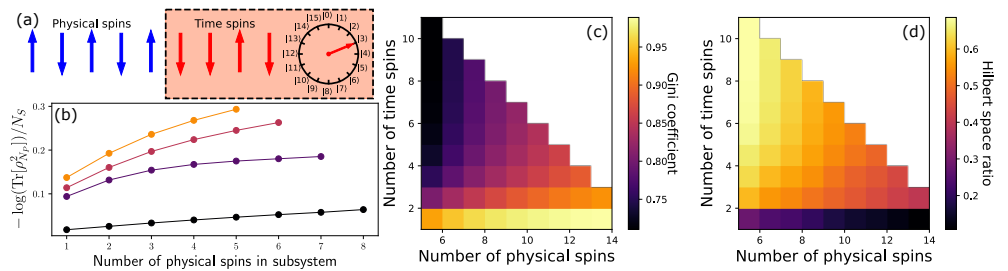 (a)
Physical spins
Time spins
|0⟩
|1⟩
|2⟩
|3⟩
|4⟩
|5⟩
|6⟩
|7⟩
|8⟩
|9⟩
|10⟩
|11⟩
|12⟩
|13⟩
|14⟩
|15⟩
(b)
− log(Tr[ρ²_{N_P}])/N_S
0.3
0.2
0.1
1 2 3 4 5 6 7 8
Number of physical spins in subsystem
(c)
Number of time spins
10
8
6
4
2
6 8 10 12 14
Number of physical spins
Gini coefficient
0.95
0.90
0.85
0.80
0.75
(d)
Number of time spins
10
8
6
4
2
6 8 10 12 14
Number of physical spins
Hilbert space ratio
0.6
0.5
0.4
0.3
0.2